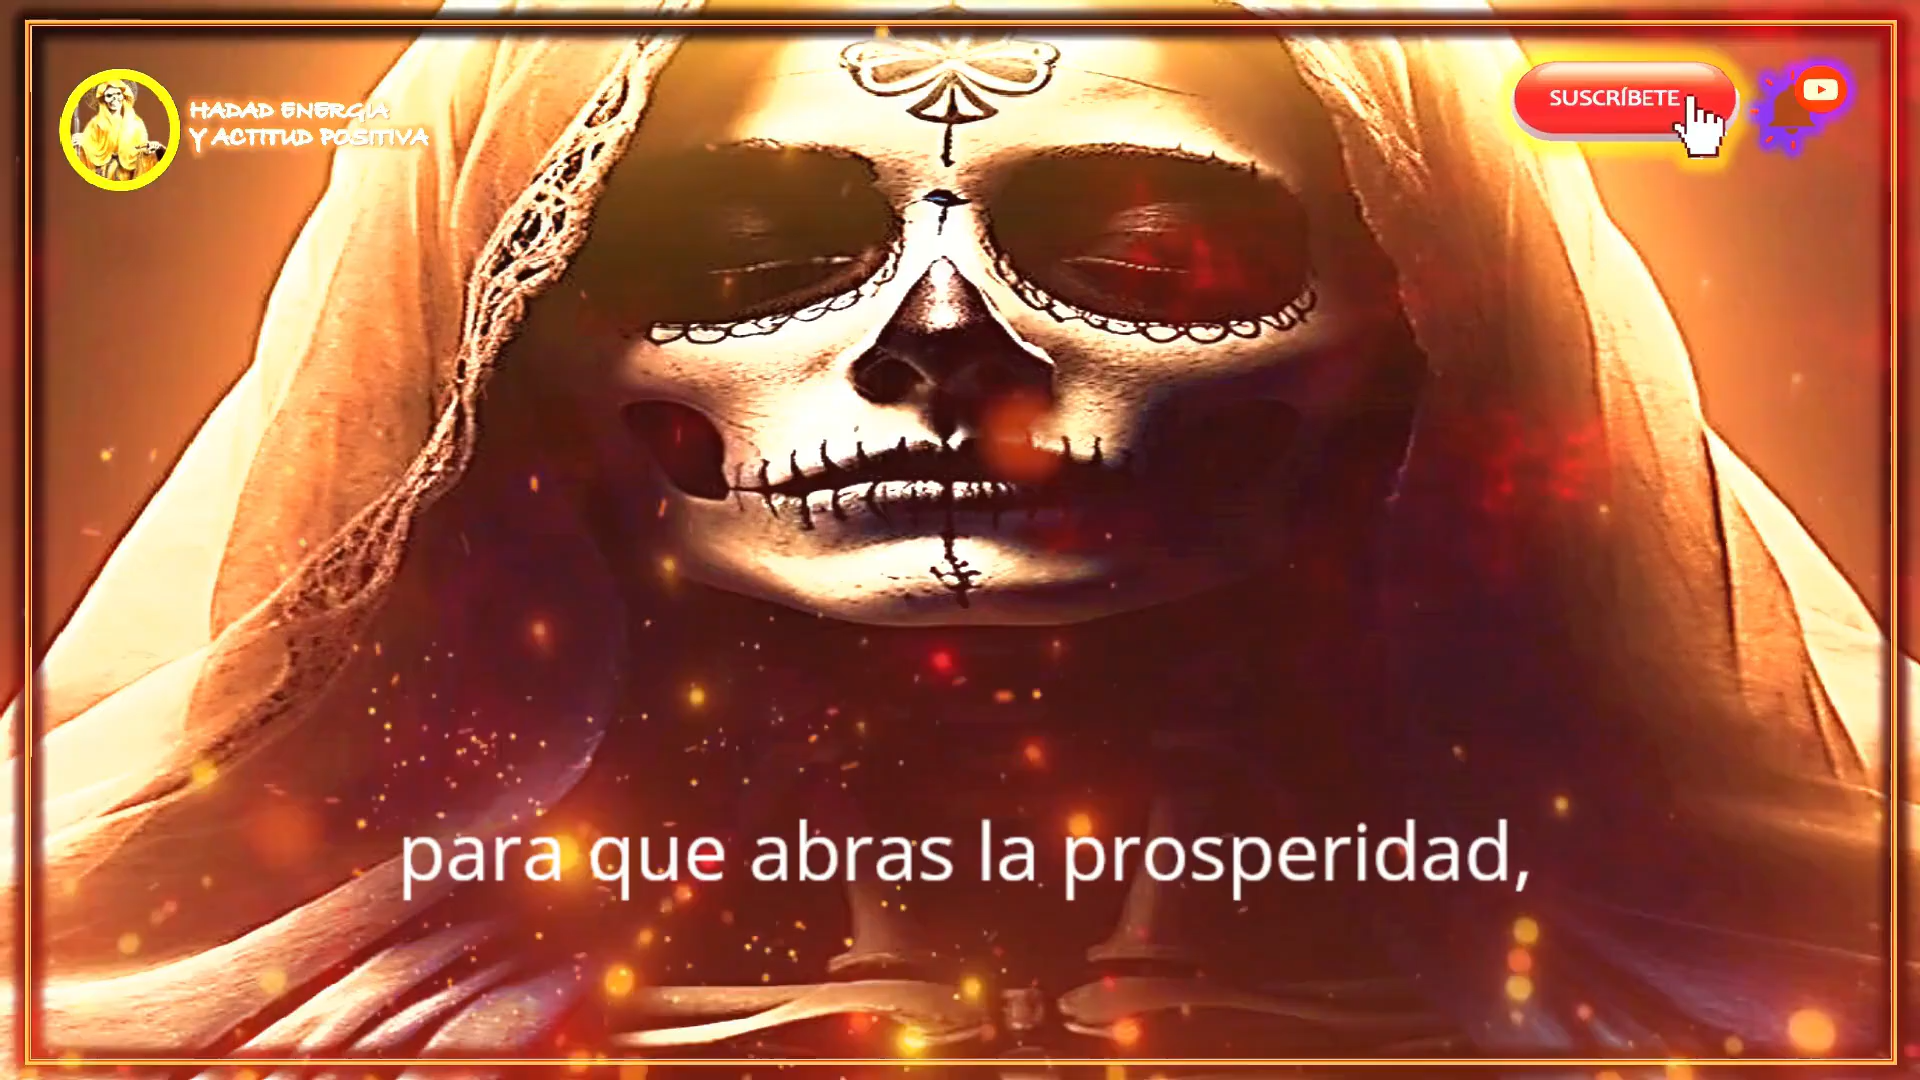 HADAD ENERGIA
Y ACTITUD POSITIVA
SUSCRÍBETE
para que abras la prosperidad,